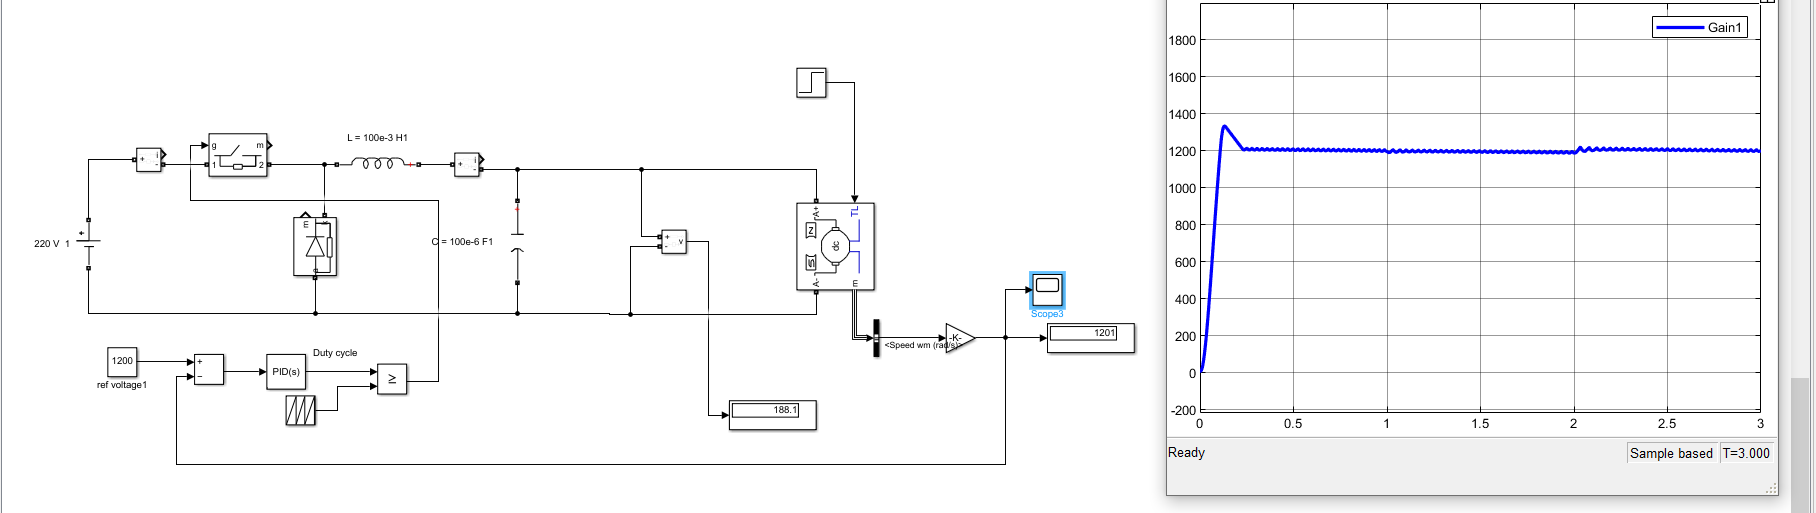 L = 100e-3 H1
g
m
1
2
i
+
-
i
+
-
220 V  1
+
m
k
a
C = 100e-6 F1
+
-
v
A+
TL
dc
A-
m
1200
ref voltage1
+
−
PID(s)
Duty cycle
≥
188.1
<Speed wm (rad/s)>
-K-
Scope3
1201
Gain1
1800
1600
1400
1200
1000
800
600
400
200
0
-200
0
0.5
1
1.5
2
2.5
3
Ready
Sample based
T=3.000